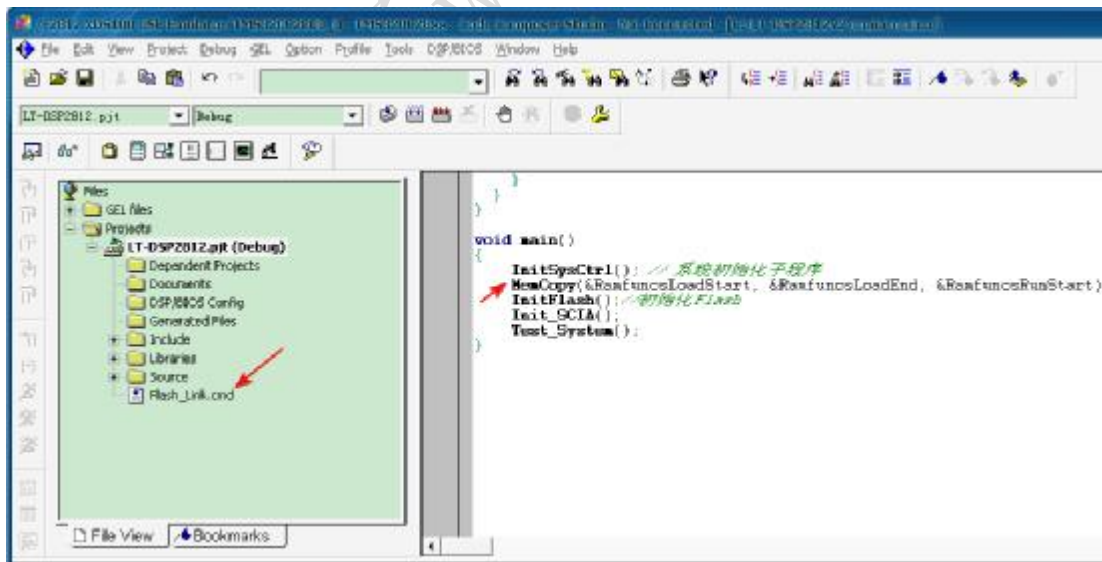 File Edit View Project Debug GEL Option Profile Tools DSP/BIOS Window Help
LT-DSP2812.pjt Debug
Files
GEL files
Projects
LT-DSP2812.pjt (Debug)
Dependent Projects
Documents
DSP/BIOS Config
Generated Files
Include
Libraries
Source
Flash_Link.cmd
File View Bookmarks
}
}
}
void main()
{
InitSysCtrl(); // 系统初始化子程序
MemCopy(&RamfuncsLoadStart, &RamfuncsLoadEnd, &RamfuncsRunStart)
InitFlash();//初始化Flash
Init_SCIA();
Test_System();
}